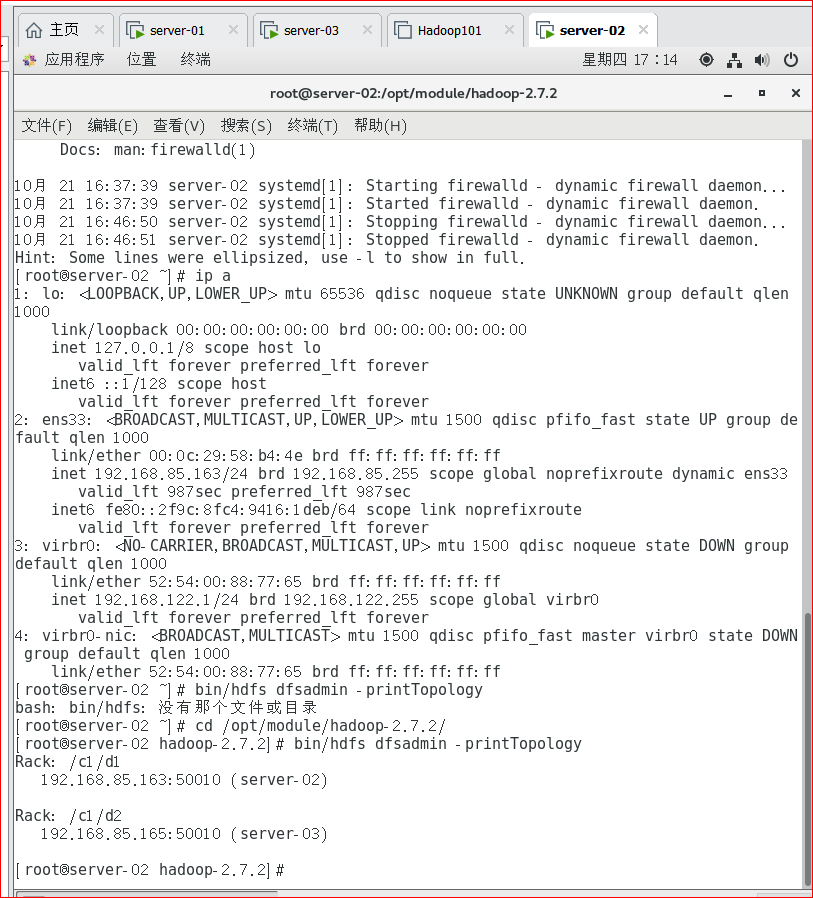 主页 server-01 server-03 Hadoop101 server-02
应用程序 位置 终端 星期四 17:14
root@server-02:/opt/module/hadoop-2.7.2
文件(F) 编辑(E) 查看(V) 搜索(S) 终端(T) 帮助(H)
Docs: man:firewalld(1)
10月 21 16:37:39 server-02 systemd[1]: Starting firewalld - dynamic firewall daemon...
10月 21 16:37:39 server-02 systemd[1]: Started firewalld - dynamic firewall daemon.
10月 21 16:46:50 server-02 systemd[1]: Stopping firewalld - dynamic firewall daemon...
10月 21 16:46:51 server-02 systemd[1]: Stopped firewalld - dynamic firewall daemon.
Hint: Some lines were ellipsized, use -l to show in full.
[root@server-02 ~]# ip a
1: lo: <LOOPBACK,UP,LOWER_UP> mtu 65536 qdisc noqueue state UNKNOWN group default qlen
1000
link/loopback 00:00:00:00:00:00 brd 00:00:00:00:00:00
inet 127.0.0.1/8 scope host lo
valid_lft forever preferred_lft forever
inet6 ::1/128 scope host
valid_lft forever preferred_lft forever
2: ens33: <BROADCAST,MULTICAST,UP,LOWER_UP> mtu 1500 qdisc pfifo_fast state UP group de
fault qlen 1000
link/ether 00:0c:29:58:b4:4e brd ff:ff:ff:ff:ff:ff
inet 192.168.85.163/24 brd 192.168.85.255 scope global noprefixroute dynamic ens33
valid_lft 987sec preferred_lft 987sec
inet6 fe80::2f9c:8fc4:9416:1deb/64 scope link noprefixroute
valid_lft forever preferred_lft forever
3: virbr0: <NO-CARRIER,BROADCAST,MULTICAST,UP> mtu 1500 qdisc noqueue state DOWN group
default qlen 1000
link/ether 52:54:00:88:77:65 brd ff:ff:ff:ff:ff:ff
inet 192.168.122.1/24 brd 192.168.122.255 scope global virbr0
valid_lft forever preferred_lft forever
4: virbr0-nic: <BROADCAST,MULTICAST> mtu 1500 qdisc pfifo_fast master virbr0 state DOWN
group default qlen 1000
link/ether 52:54:00:88:77:65 brd ff:ff:ff:ff:ff:ff
[root@server-02 ~]# bin/hdfs dfsadmin -printTopology
bash: bin/hdfs: 没有那个文件或目录
[root@server-02 ~]# cd /opt/module/hadoop-2.7.2/
[root@server-02 hadoop-2.7.2]# bin/hdfs dfsadmin -printTopology
Rack: /c1/d1
192.168.85.163:50010 (server-02)
Rack: /c1/d2
192.168.85.165:50010 (server-03)
[root@server-02 hadoop-2.7.2]#